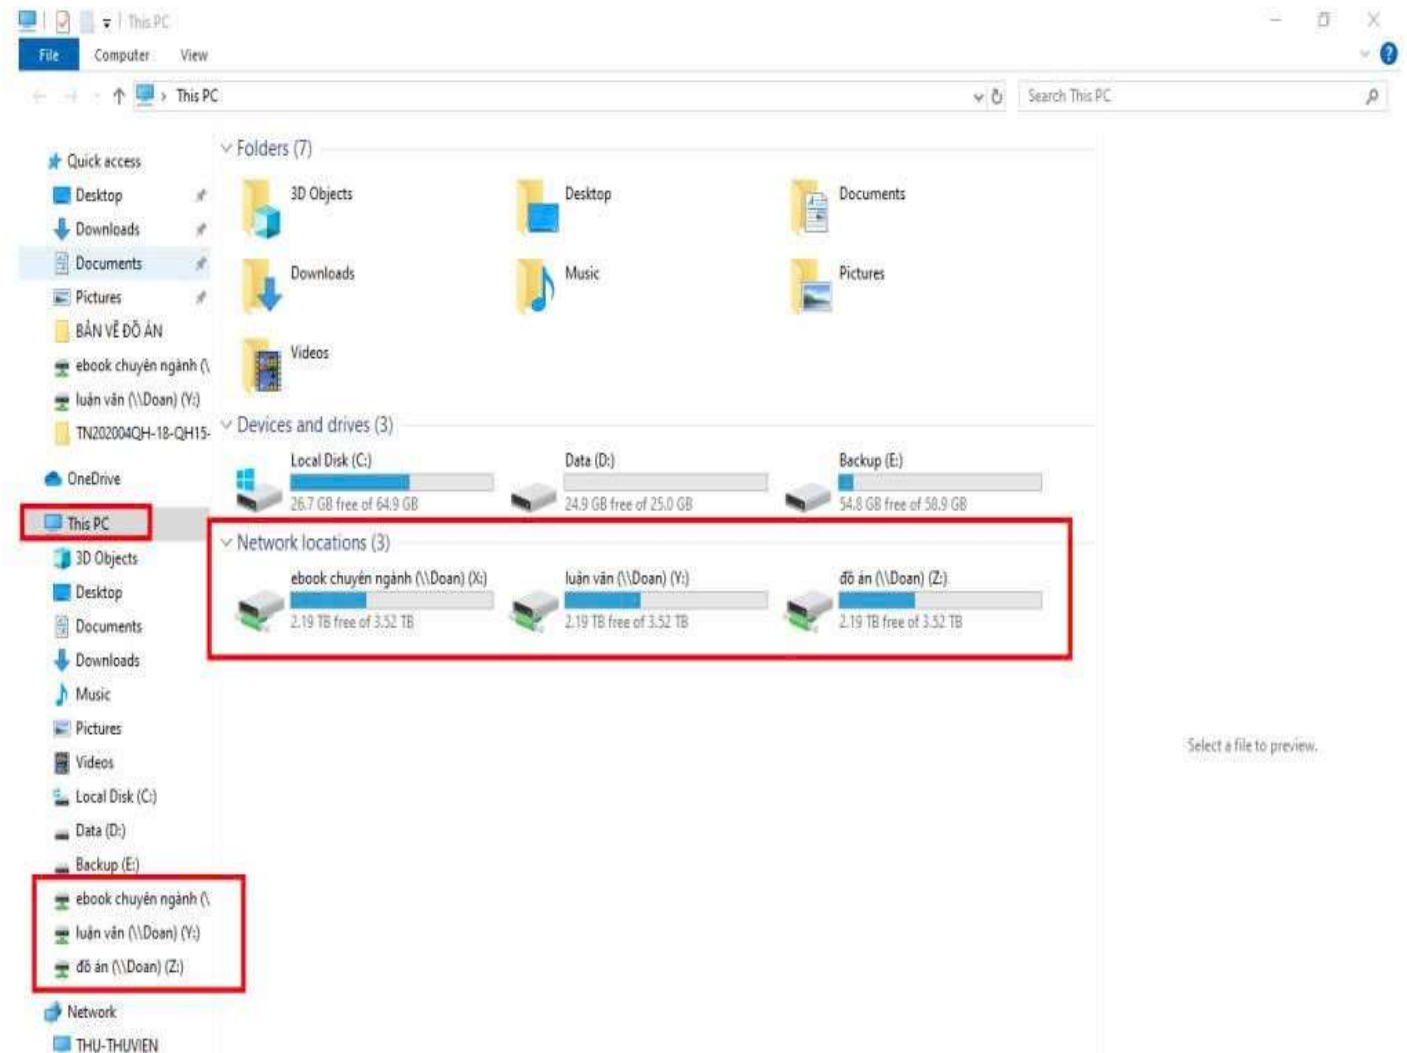 This PC
File Computer View
This PC
Search This PC
Quick access
Desktop
Downloads
Documents
Pictures
BẢN VẼ ĐỒ ÁN
ebook chuyên ngành (\
luận văn (\\Doan) (Y:)
TN202004QH-18-QH15-
OneDrive
This PC
3D Objects
Desktop
Documents
Downloads
Music
Pictures
Videos
Local Disk (C:)
Data (D:)
Backup (E:)
ebook chuyên ngành (\
luận văn (\\Doan) (Y:)
đồ án (\\Doan) (Z:)
Network
THU-THUVIEN
Folders (7)
3D Objects
Desktop
Documents
Downloads
Music
Pictures
Videos
Devices and drives (3)
Local Disk (C:)
26.7 GB free of 64.9 GB
Data (D:)
24.9 GB free of 25.0 GB
Backup (E:)
54.8 GB free of 58.9 GB
Network locations (3)
ebook chuyên ngành (\\Doan) (X:)
2.19 TB free of 3.52 TB
luận văn (\\Doan) (Y:)
2.19 TB free of 3.52 TB
đồ án (\\Doan) (Z:)
2.19 TB free of 3.52 TB
Select a file to preview.